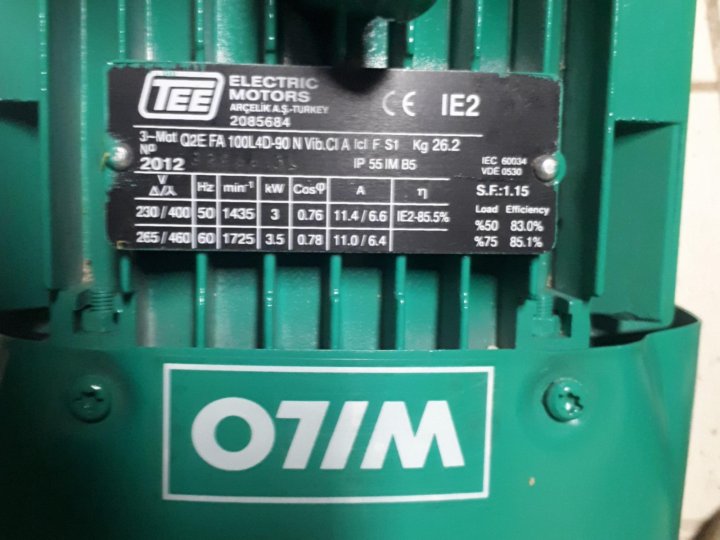 TEE
ELECTRIC
MOTORS
ARÇELİK A.Ş.-TURKEY
2085684
CE IE2
3~Mot Q2E FA 100L4D-90 N Vib.Cl A Icl F S1 Kg 26.2
Nº
2012
IP 55 IM B5
IEC 60034
VDE 0530
V Δ/⅄ Hz min⁻¹ kW Cosφ A η
230 / 400 50 1435 3 0.76 11.4 / 6.6 IE2-85.5%
265 / 460 60 1725 3.5 0.78 11.0 / 6.4
S.F.:1.15
Load Efficiency
%50 83.0%
%75 85.1%
WILO